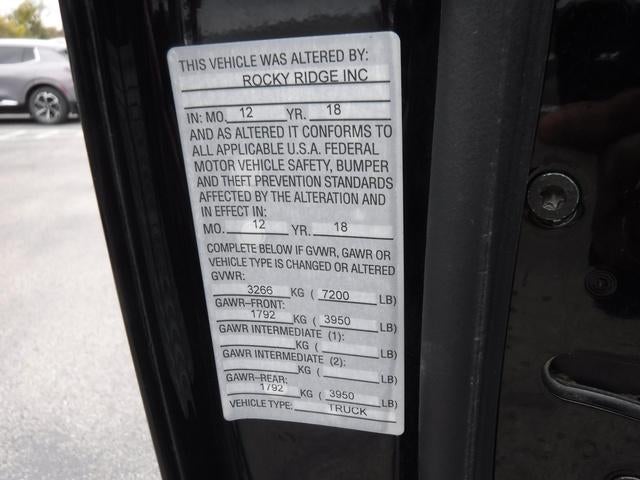 THIS VEHICLE WAS ALTERED BY:
ROCKY RIDGE INC
IN: MO. 12 YR. 18
AND AS ALTERED IT CONFORMS TO
ALL APPLICABLE U.S.A. FEDERAL
MOTOR VEHICLE SAFETY, BUMPER
AND THEFT PREVENTION STANDARDS
AFFECTED BY THE ALTERATION AND
IN EFFECT IN:
MO. 12 YR. 18
COMPLETE BELOW IF GVWR, GAWR OR
VEHICLE TYPE IS CHANGED OR ALTERED
GVWR:
3266 KG ( 7200 LB)
GAWR–FRONT:
1792 KG ( 3950 LB)
GAWR INTERMEDIATE (1):
KG ( LB)
GAWR INTERMEDIATE (2):
KG ( LB)
GAWR–REAR:
1792 KG ( 3950 LB)
VEHICLE TYPE: TRUCK